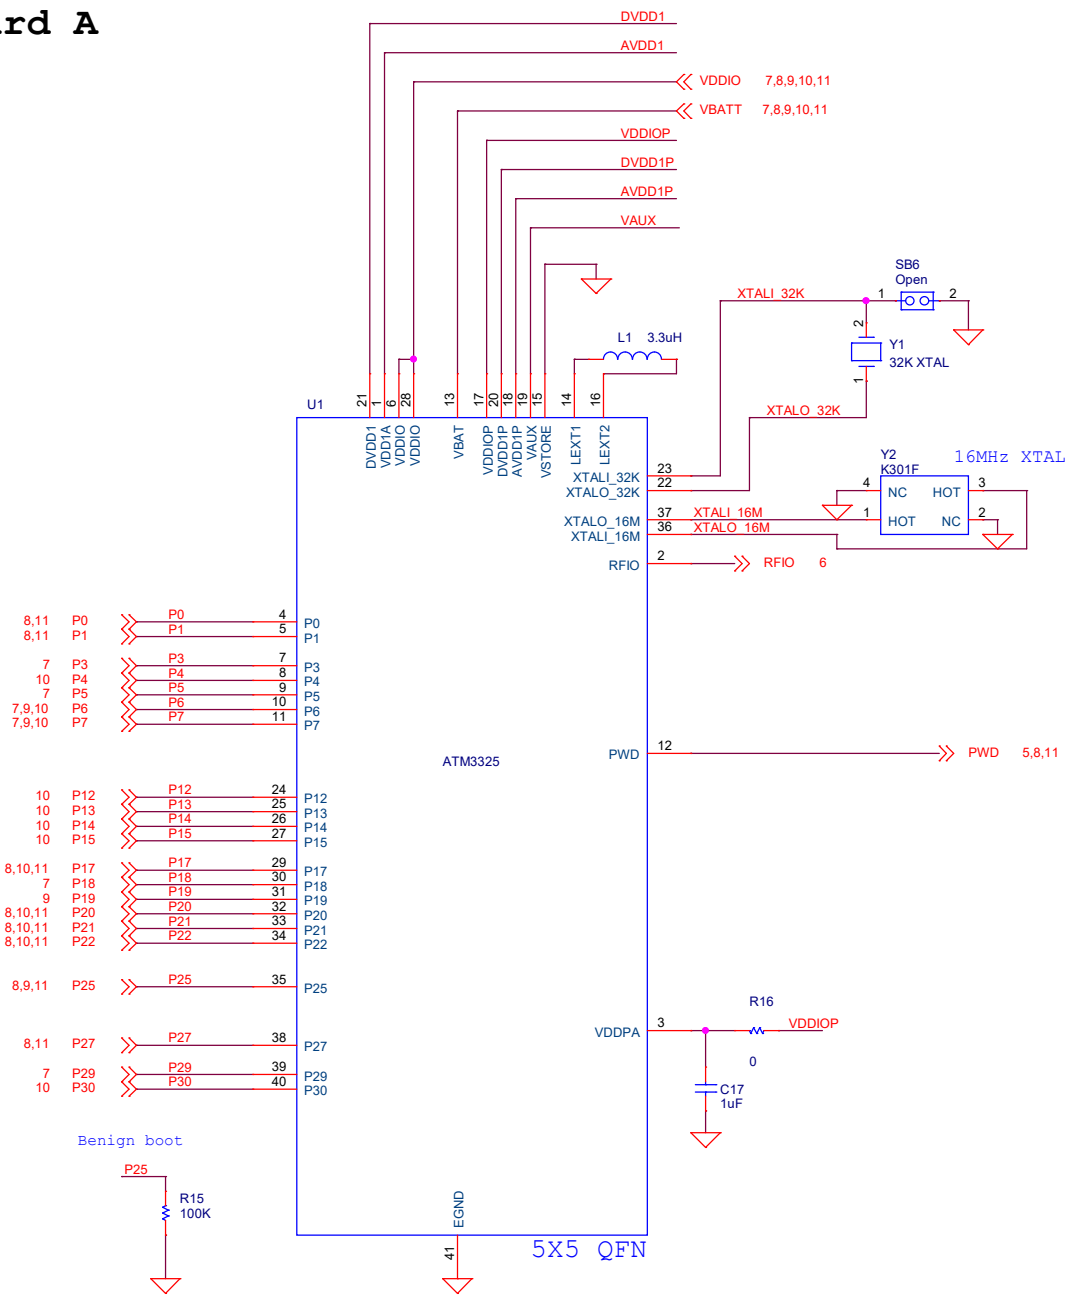 rd A
DVDD1
AVDD1
VDDIO 7,8,9,10,11
VBATT 7,8,9,10,11
VDDIOP
DVDD1P
AVDD1P
VAUX
SB6
Open
XTALI_32K 1 2
L1 3.3uH
2 Y1
32K XTAL
1
XTALO_32K
U1 21 1 6 28 13 17 20 18 19 15 14 16
DVDD1 VDD1A VDDIO VDDIO VBAT VDDIOP DVDD1P AVDD1P VAUX VSTORE LEXT1 LEXT2
Y2 16MHz XTAL
K301F
XTALI_32K 23
XTALO_32K 22
4 NC HOT 3
XTALO_16M 37 XTALI_16M 1 HOT NC 2
XTALI_16M 36 XTALO_16M
RFIO 2 RFIO 6
8,11 P0 P0 4 P0
8,11 P1 P1 5 P1
7 P3 P3 7 P3
10 P4 P4 8 P4
7 P5 P5 9 P5
7,9,10 P6 P6 10 P6
7,9,10 P7 P7 11 P7
PWD 12 PWD 5,8,11
ATM3325
10 P12 P12 24 P12
10 P13 P13 25 P13
10 P14 P14 26 P14
10 P15 P15 27 P15
8,10,11 P17 P17 29 P17
7 P18 P18 30 P18
9 P19 P19 31 P19
8,10,11 P20 P20 32 P20
8,10,11 P21 P21 33 P21
8,10,11 P22 P22 34 P22
8,9,11 P25 P25 35 P25
R16
VDDPA 3 VDDIOP
0
8,11 P27 P27 38 P27
7 P29 P29 39 P29
10 P30 P30 40 P30
C17
1uF
Benign boot
P25
R15
100K
EGND
41
5X5 QFN